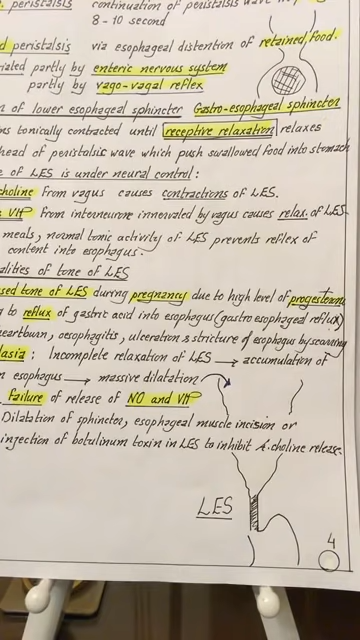 peristalsis continuation of peristalsis wave
8-10 second
peristalsis via esophageal distention of retained food.
iated partly by enteric nervous system
partly by vago-vagal reflex
n of lower esophageal sphincter Gastro-esophageal sphincter
ns tonically contracted until receptive relaxation relaxes
head of peristalsic wave which push swallowed food into stomach
e of LES is under neural control:
choline From vagus causes contractions of LES.
VIP from interneurone innervated by vagus causes relax. of LES.
meals, normal tonic activity of LES prevents reflex of
content into esophagus.
alities of tone of LES
sed tone of LES during pregnancy due to high level of progesterone
g to reflux of gastric acid into esophagus (gastro esophageal reflux)
heartburn, oesophagitis, ulceration & stricture of esophagus by scarring
lasia: Incomplete relaxation of LES → accumulation of
n esophagus → massive dilatation
Failure of release of NO and VIP
Dilatation of sphincter, esophageal muscle incision or
injection of botulinum toxin in LES to inhibit A.choline release.
LES
4